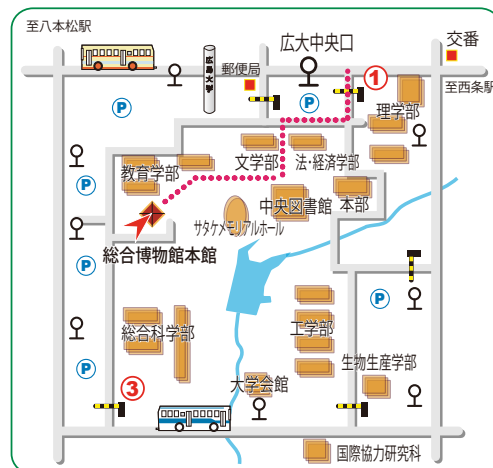 至八本松駅
広大中央口
交番
広島大学
郵便局
①
至西条駅
P
P
理学部
文学部
法・経済学部
教育学部
P
中央図書館
本部
サタケメモリアルホール
総合博物館本館
P
P
総合科学部
工学部
P
生物生産学部
③
大学会館
国際協力研究科